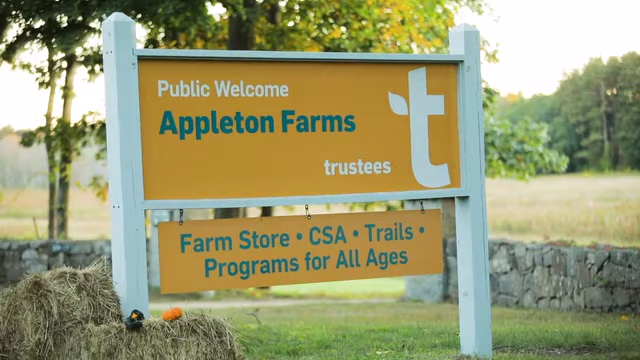 Public Welcome
Appleton Farms
trustees
t
Farm Store • CSA • Trails •
Programs for All Ages